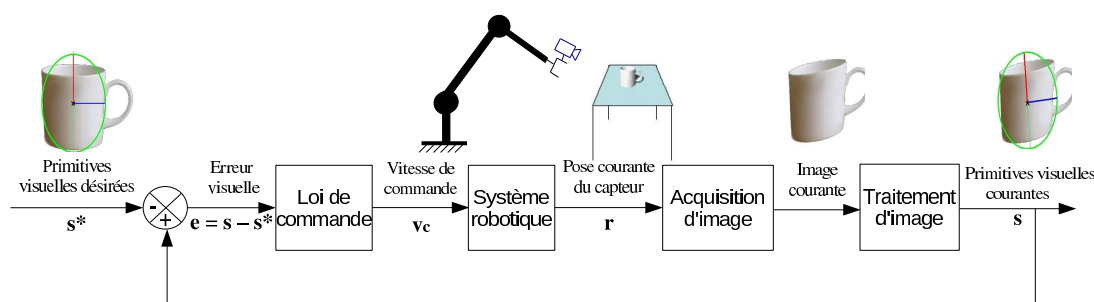 Primitives
visuelles désirées
s*
-
+
Erreur
visuelle
e = s – s*
Loi de
commande
Vitesse de
commande
vc
Système
robotique
Pose courante
du capteur
r
Acquisition
d'image
Image
courante
Traitement
d'image
Primitives visuelles
courantes
s